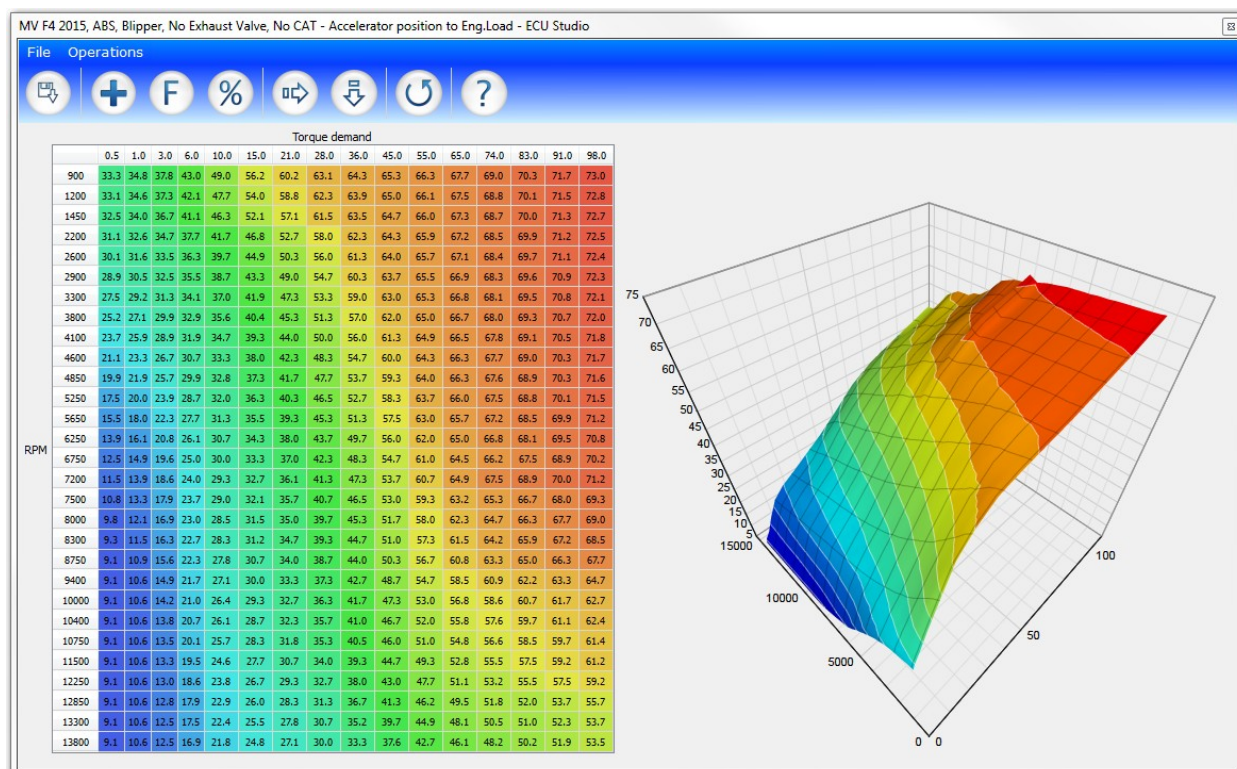 MV F4 2015, ABS, Blipper, No Exhaust Valve, No CAT - Accelerator position to Eng.Load - ECU Studio
File Operations
F % ?
Torque demand
0.5 1.0 3.0 6.0 10.0 15.0 21.0 28.0 36.0 45.0 55.0 65.0 74.0 83.0 91.0 98.0
900 33.3 34.8 37.8 43.0 49.0 56.2 60.2 63.1 64.3 65.3 66.3 67.7 69.0 70.3 71.7 73.0
1200 33.1 34.6 37.3 42.1 47.7 54.0 58.8 62.3 63.9 65.0 66.1 67.5 68.8 70.1 71.5 72.8
1450 32.5 34.0 36.7 41.1 46.3 52.1 57.1 61.5 63.5 64.7 66.0 67.3 68.7 70.0 71.3 72.7
2200 31.1 32.6 34.7 37.7 41.7 46.8 52.7 58.0 62.3 64.3 65.9 67.2 68.5 69.9 71.2 72.5
2600 30.1 31.6 33.5 36.3 39.7 44.9 50.3 56.0 61.3 64.0 65.7 67.1 68.4 69.7 71.1 72.4
2900 28.9 30.5 32.5 35.5 38.7 43.3 49.0 54.7 60.3 63.7 65.5 66.9 68.3 69.6 70.9 72.3
3300 27.5 29.2 31.3 34.1 37.0 41.9 47.3 53.3 59.0 63.0 65.3 66.8 68.1 69.5 70.8 72.1
3800 25.2 27.1 29.9 32.9 35.6 40.4 45.3 51.3 57.0 62.0 65.0 66.7 68.0 69.3 70.7 72.0
4100 23.7 25.9 28.9 31.9 34.7 39.3 44.0 50.0 56.0 61.3 64.9 66.5 67.8 69.1 70.5 71.8
4600 21.1 23.3 26.7 30.7 33.3 38.0 42.3 48.3 54.7 60.0 64.3 66.3 67.7 69.0 70.3 71.7
4850 19.9 21.9 25.7 29.9 32.8 37.3 41.7 47.7 53.7 59.3 64.0 66.3 67.6 68.9 70.3 71.6
5250 17.5 20.0 23.9 28.7 32.0 36.3 40.3 46.5 52.7 58.3 63.7 66.0 67.5 68.8 70.1 71.5
5650 15.5 18.0 22.3 27.7 31.3 35.5 39.3 45.3 51.3 57.5 63.0 65.7 67.2 68.5 69.9 71.2
6250 13.9 16.1 20.8 26.1 30.7 34.3 38.0 43.7 49.7 56.0 62.0 65.0 66.8 68.1 69.5 70.8
RPM
6750 12.5 14.9 19.6 25.0 30.0 33.3 37.0 42.3 48.3 54.7 61.0 64.5 66.2 67.5 68.9 70.2
7200 11.5 13.9 18.6 24.0 29.3 32.7 36.1 41.3 47.3 53.7 60.7 64.9 67.5 68.9 70.0 71.2
7500 10.8 13.3 17.9 23.7 29.0 32.1 35.7 40.7 46.5 53.0 59.3 63.2 65.3 66.7 68.0 69.3
8000 9.8 12.1 16.9 23.0 28.5 31.5 35.0 39.7 45.3 51.7 58.0 62.3 64.7 66.3 67.7 69.0
8300 9.3 11.5 16.3 22.7 28.3 31.2 34.7 39.3 44.7 51.0 57.3 61.5 64.2 65.9 67.2 68.5
8750 9.1 10.9 15.6 22.3 27.8 30.7 34.0 38.7 44.0 50.3 56.7 60.8 63.3 65.0 66.3 67.7
9400 9.1 10.6 14.9 21.7 27.1 30.0 33.3 37.3 42.7 48.7 54.7 58.5 60.9 62.2 63.3 64.7
10000 9.1 10.6 14.2 21.0 26.4 29.3 32.7 36.3 41.7 47.3 53.0 56.8 58.6 60.7 61.7 62.7
10400 9.1 10.6 13.8 20.7 26.1 28.7 32.3 35.7 41.0 46.7 52.0 55.8 57.6 59.7 61.1 62.4
10750 9.1 10.6 13.5 20.1 25.7 28.3 31.8 35.3 40.5 46.0 51.0 54.8 56.6 58.5 59.7 61.4
11500 9.1 10.6 13.3 19.5 24.6 27.7 30.7 34.0 39.3 44.7 49.3 52.8 55.5 57.5 59.2 61.2
12250 9.1 10.6 13.0 18.6 23.8 26.7 29.3 32.7 38.0 43.0 47.7 51.1 53.2 55.5 57.5 59.2
12850 9.1 10.6 12.8 17.9 22.9 26.0 28.3 31.3 36.7 41.3 46.2 49.5 51.8 52.0 53.7 55.7
13300 9.1 10.6 12.5 17.5 22.4 25.5 27.8 30.7 35.2 39.7 44.9 48.1 50.5 51.0 52.3 53.7
13800 9.1 10.6 12.5 16.9 21.8 24.8 27.1 30.0 33.3 37.6 42.7 46.1 48.2 50.2 51.9 53.5
75
70
65
60
55
50
45
40
35
30
25
20
15
10
5
15000
10000
5000
0
0
50
100